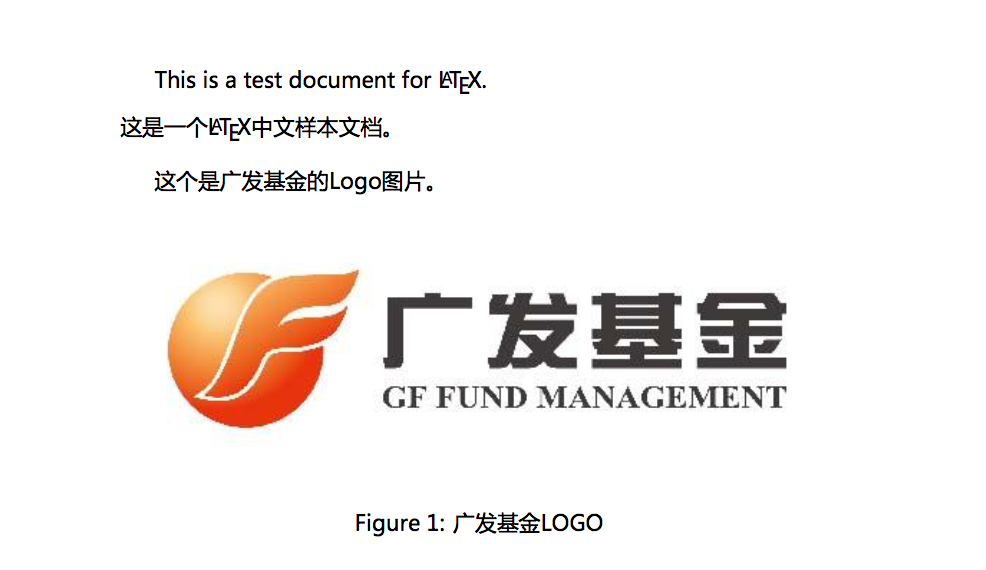 This is a test document for LATEX.
这是一个LATEX中文样本文档。
这个是广发基金的Logo图片。
广发基金
GF FUND MANAGEMENT
Figure 1: 广发基金LOGO